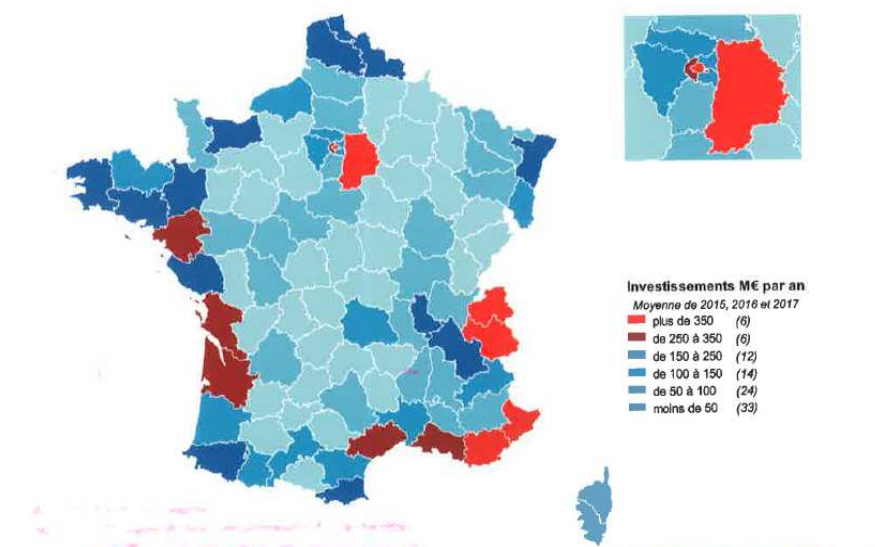 Investissements M€ par an
Moyenne de 2015, 2016 et 2017
plus de 350 (6)
de 250 à 350 (6)
de 150 à 250 (12)
de 100 à 150 (14)
de 50 à 100 (24)
moins de 50 (33)